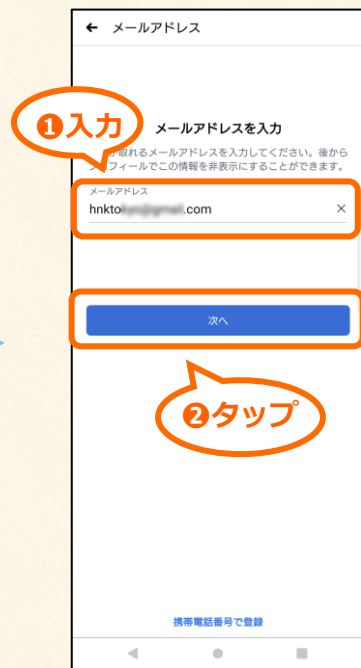 ← メールアドレス
❶入力
メールアドレスを入力
取れるメールアドレスを入力してください。後から
フィールでこの情報を非表示にすることができます。
メールアドレス
hnkto .com ×
次へ
❷タップ
携帯電話番号で登録